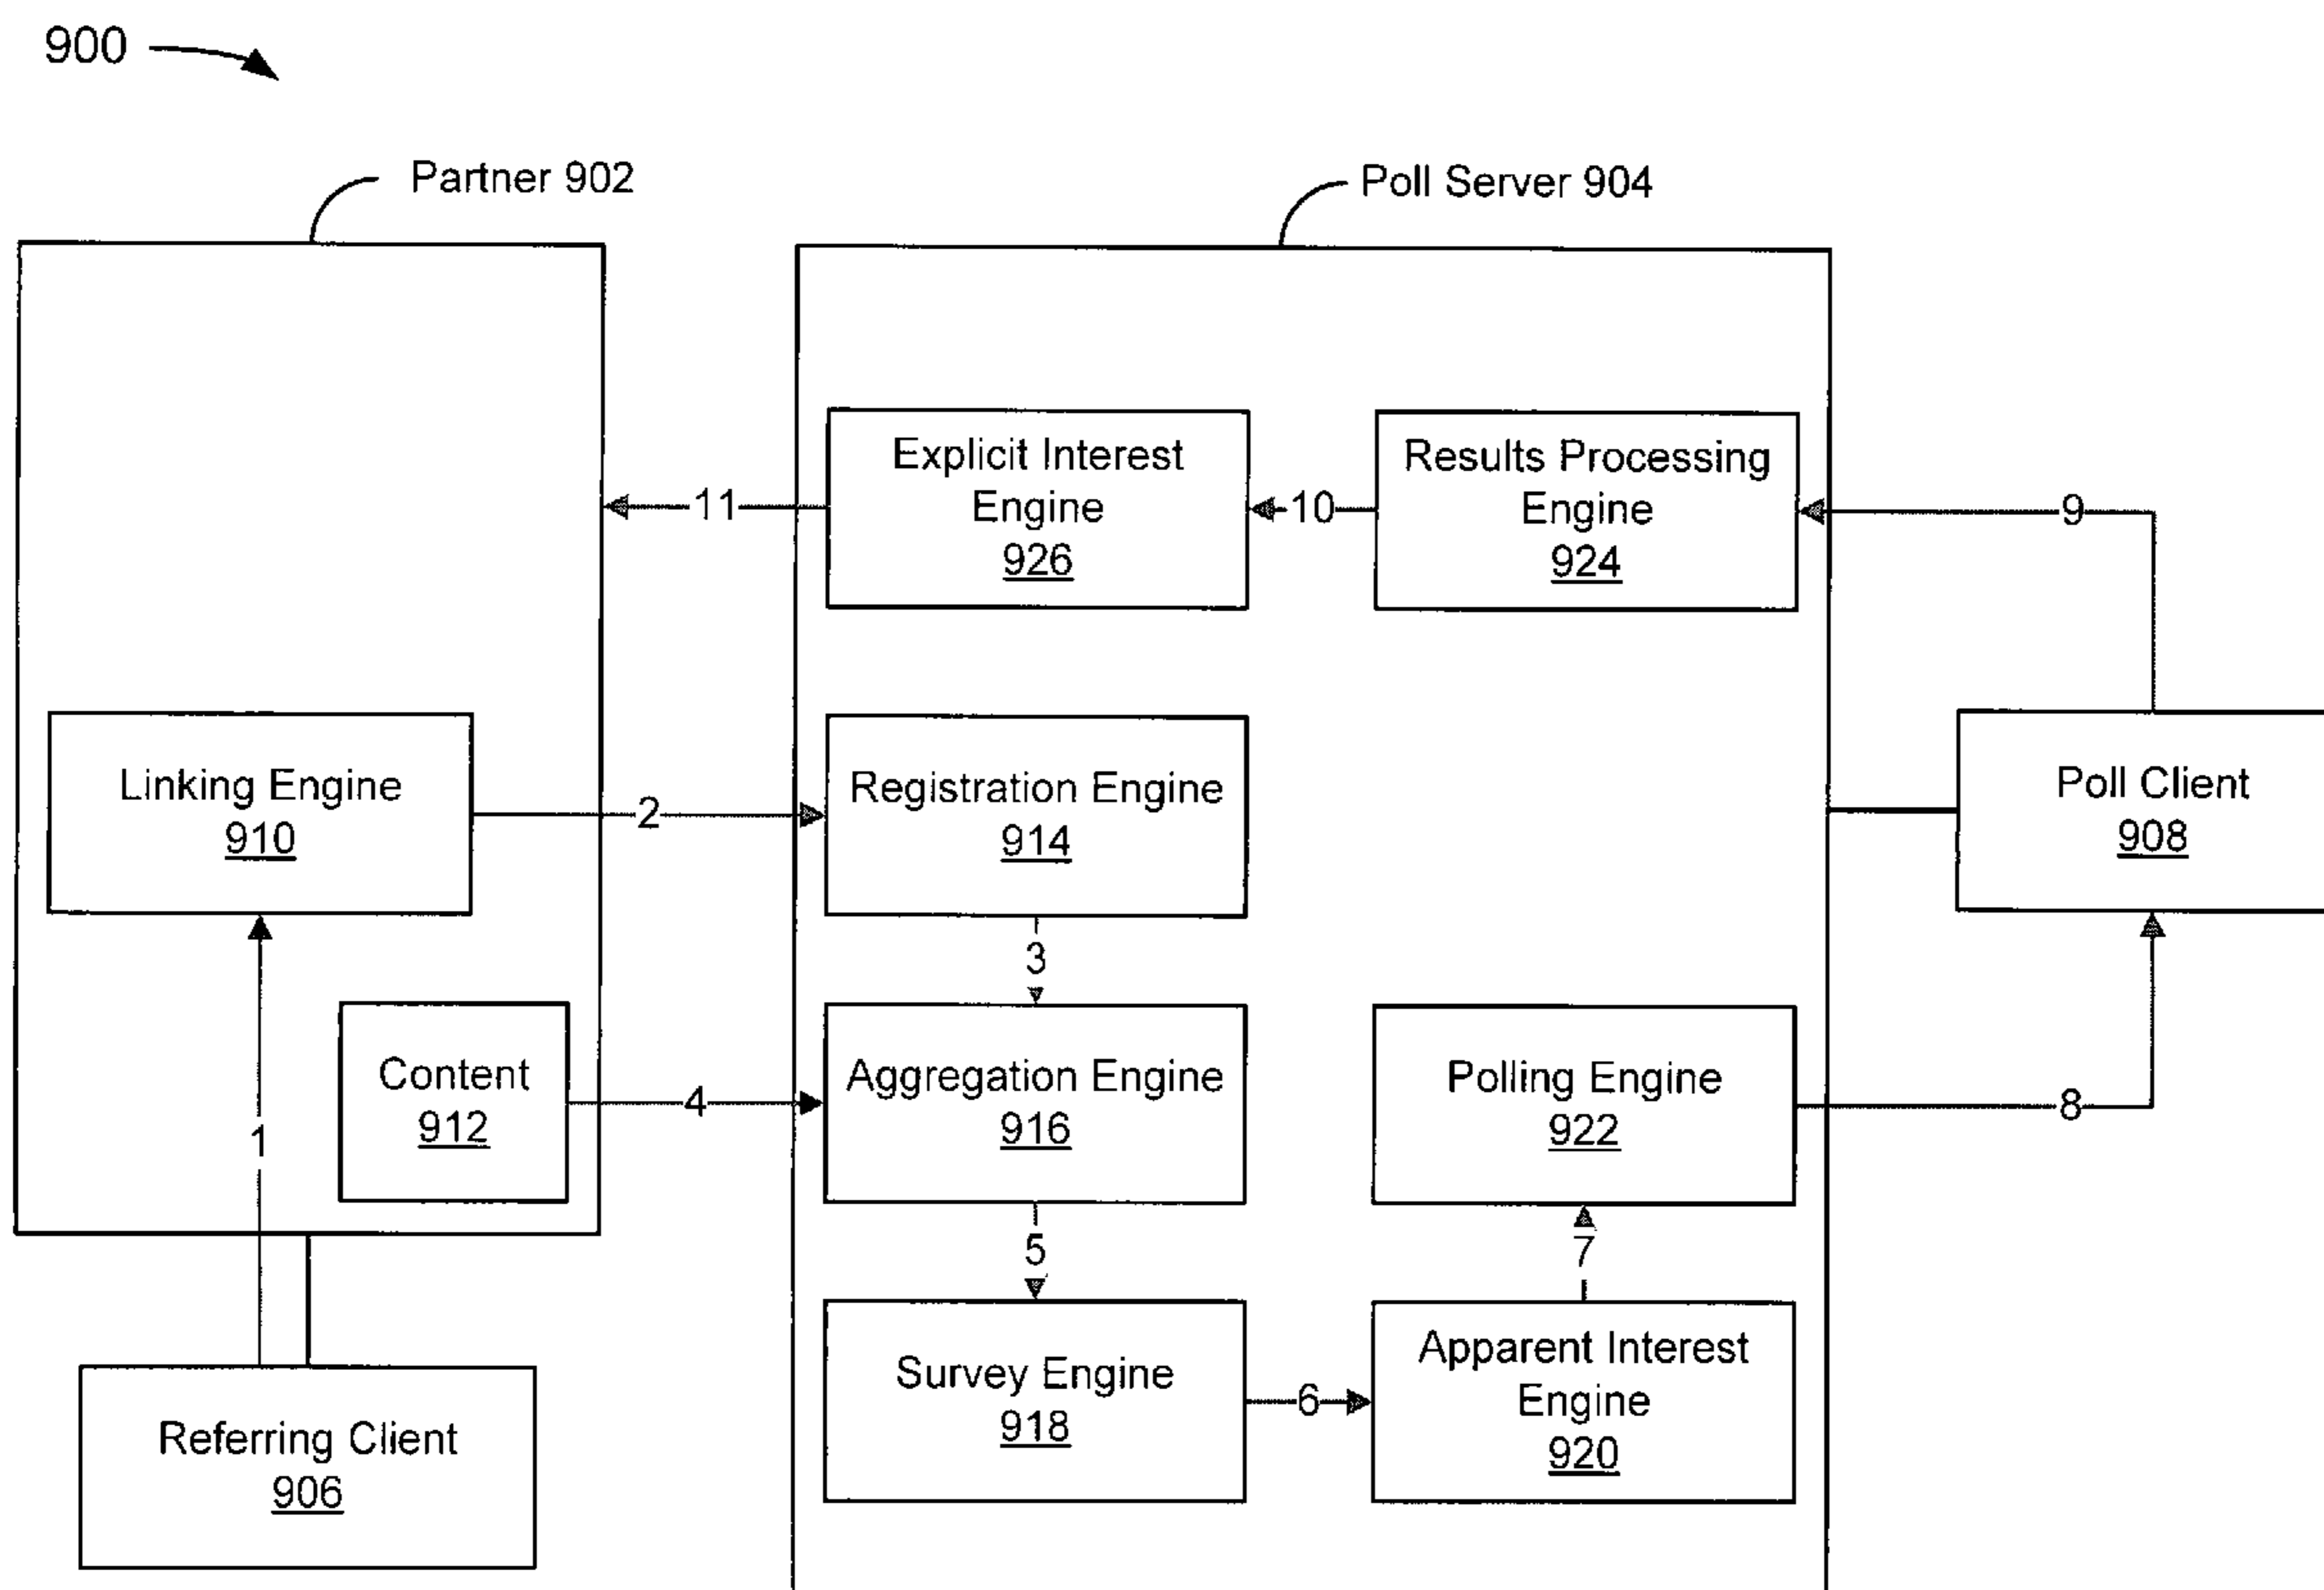 900
Partner 902
Poll Server 904
Explicit Interest
Engine
926
Results Processing
Engine
924
11
10
9
Linking Engine
910
2
Registration Engine
914
Poll Client
908
3
Content
912
4
Aggregation Engine
916
Polling Engine
922
8
1
5
7
Survey Engine
918
6
Apparent Interest
Engine
920
Referring Client
906